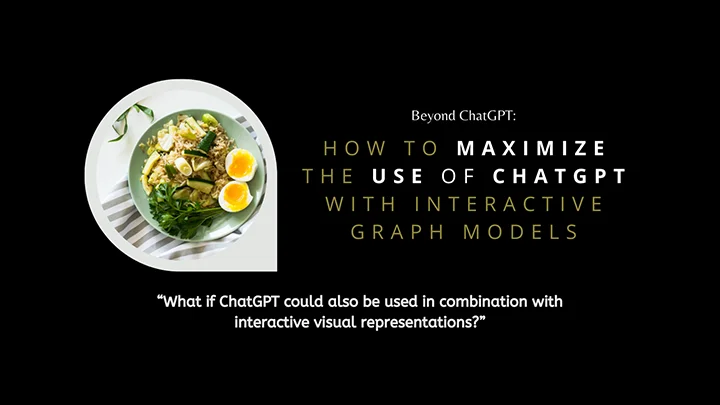 Beyond ChatGPT:
HOW TO MAXIMIZE
THE USE OF CHATGPT
WITH INTERACTIVE
GRAPH MODELS
“What if ChatGPT could also be used in combination with
interactive visual representations?”